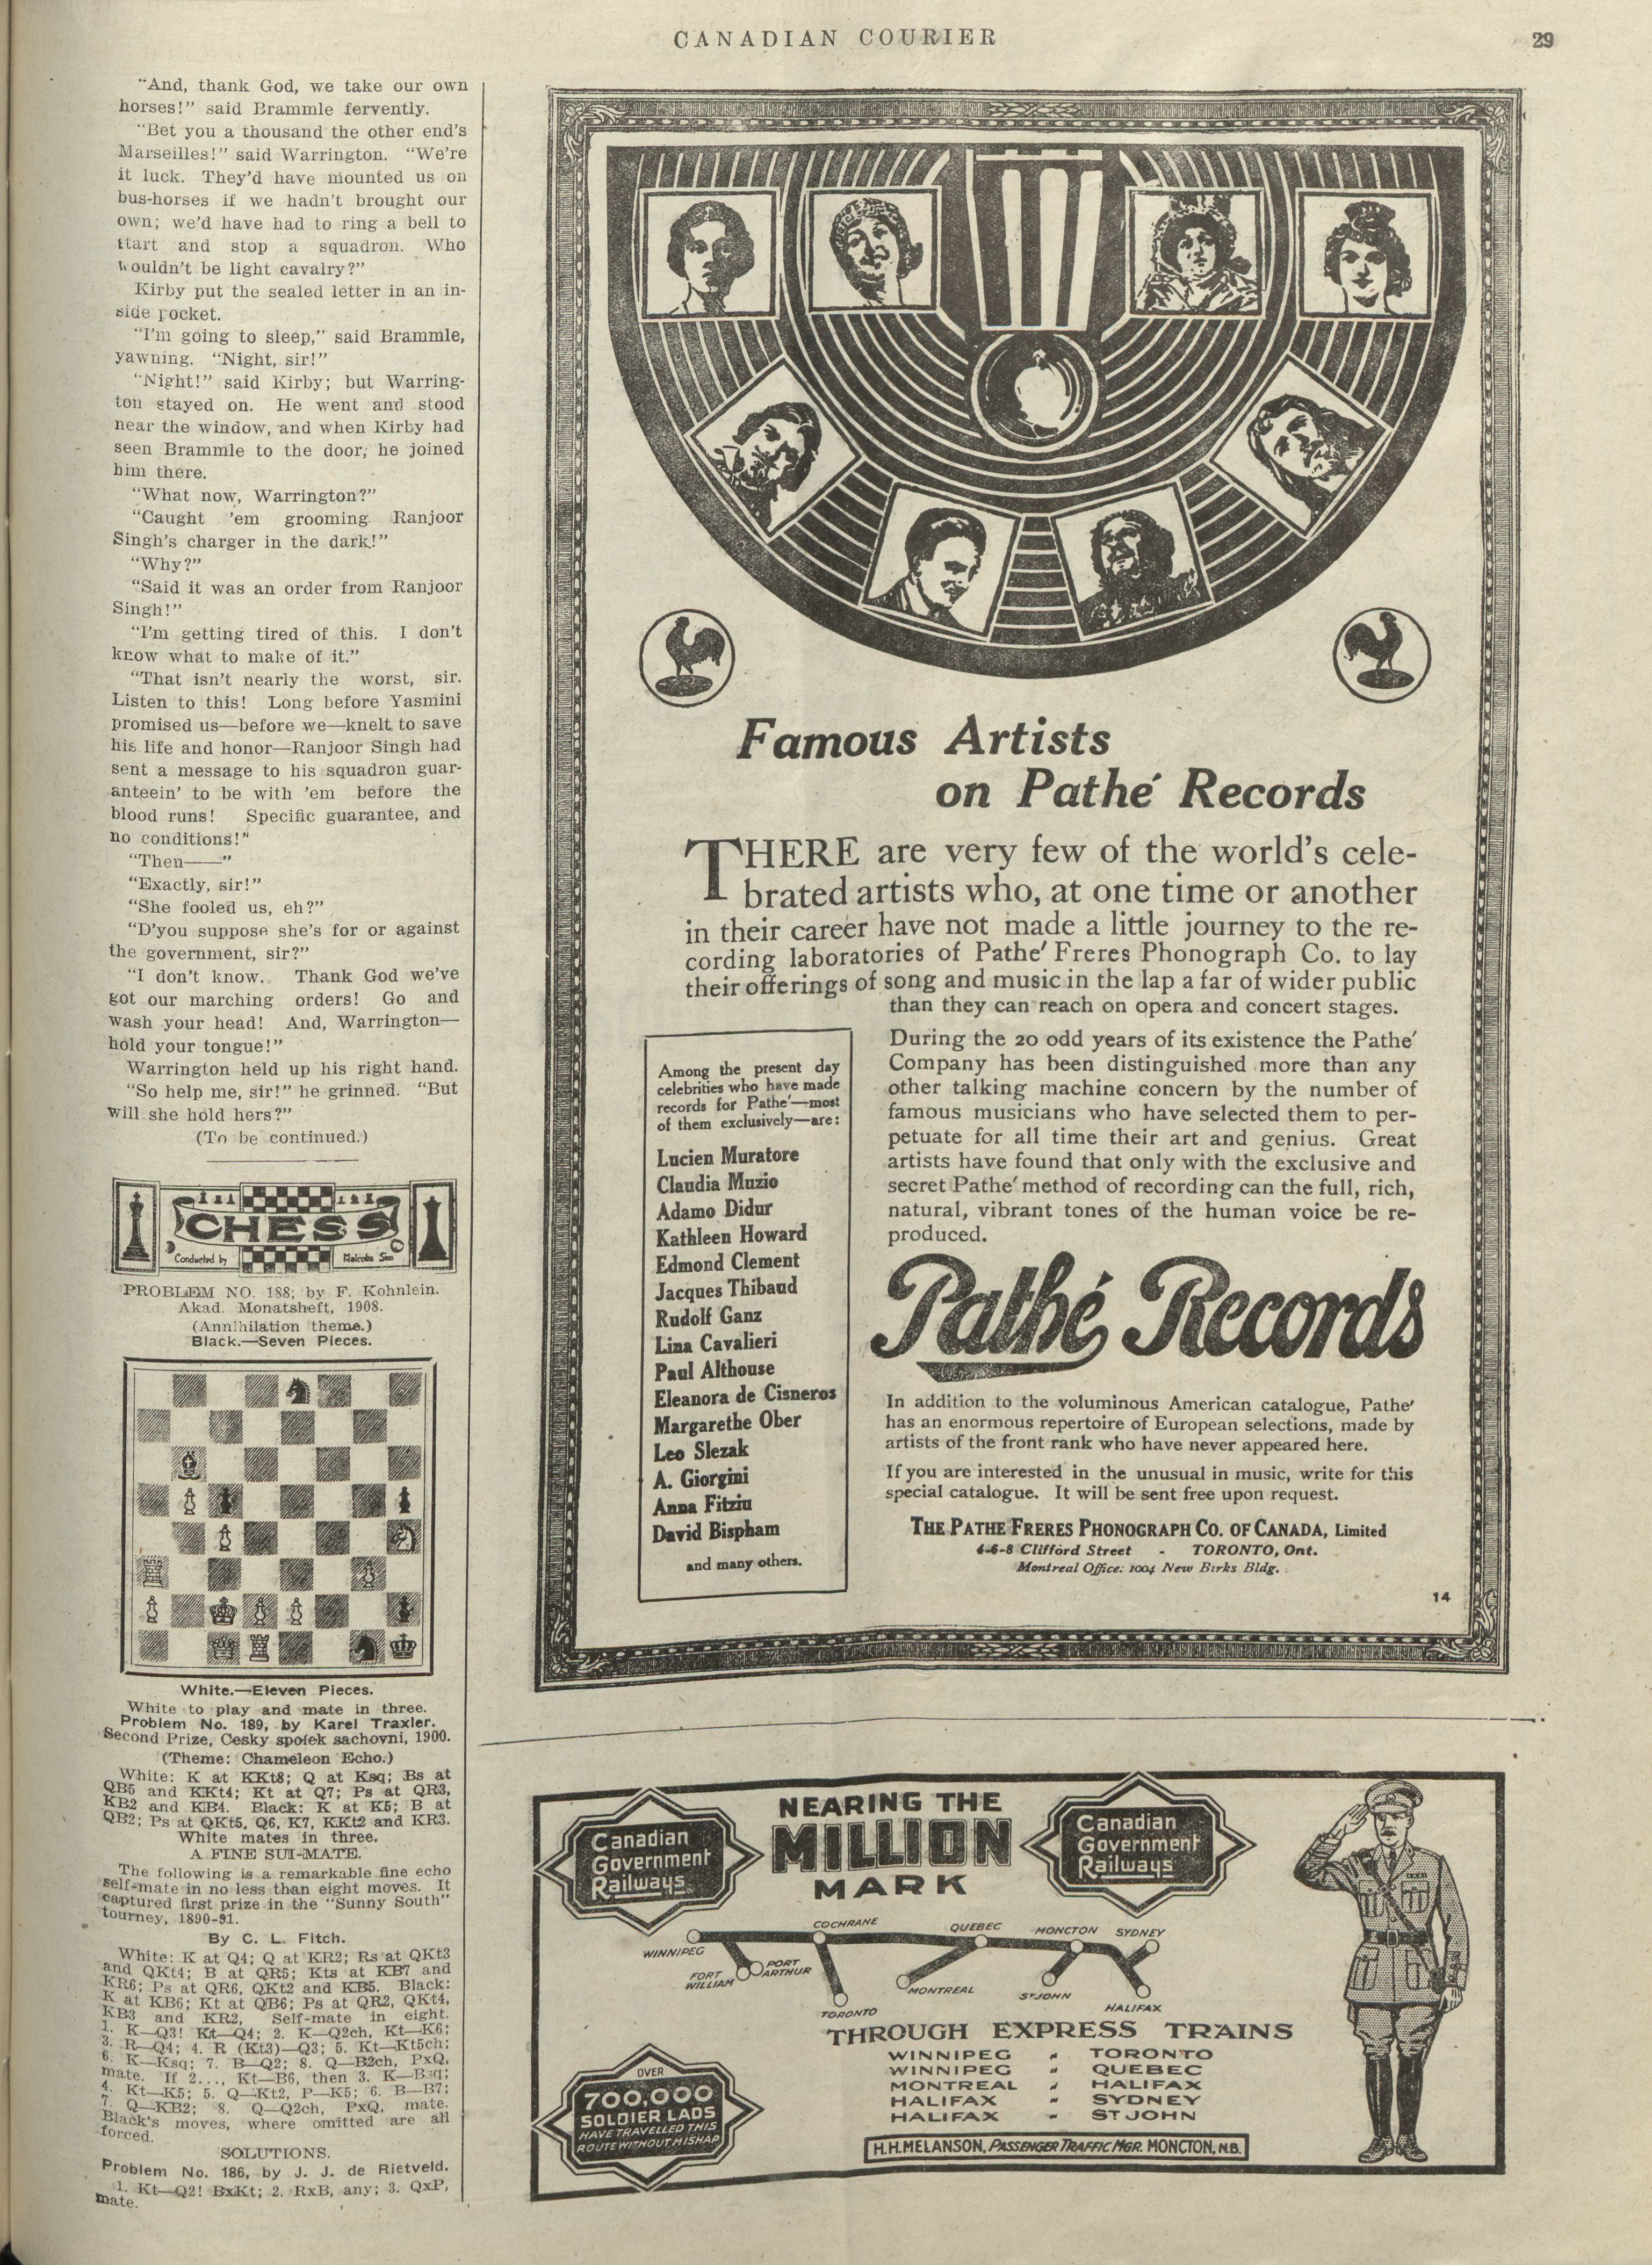 CANADIAN COURIER
29
"And, thank God, we take our own
horses!" said Brammle fervently.
"Bet you a thousand the other end's
Marseilles!" said Warrington. "We're
it luck. They'd have mounted us on
bus-horses if we hadn't brought our
own; we'd have had to ring a bell to
start and stop a squadron. Who
wouldn't be light cavalry?"
Kirby put the sealed letter in an in-
side pocket.
"I'm going to sleep," said Brammle,
yawning. "Night, sir!"
"Night!" said Kirby; but Warring-
ton stayed on. He went and stood
near the window, and when Kirby had
seen Brammle to the door, he joined
him there.
"What now, Warrington?"
"Caught 'em grooming Ranjoor
Singh's charger in the dark!"
"Why?"
"Said it was an order from Ranjoor
Singh!"
"I'm getting tired of this. I don't
know what to make of it."
"That isn't nearly the worst, sir.
Listen to this! Long before Yasmini
promised us—before we—knelt to save
his life and honor—Ranjoor Singh had
sent a message to his squadron guar-
anteein' to be with 'em before the
blood runs! Specific guarantee, and
no conditions!"
"Then——"
"Exactly, sir!"
"She fooled us, eh?"
"D'you suppose she's for or against
the government, sir?"
"I don't know. Thank God we've
got our marching orders! Go and
wash your head! And, Warrington—
hold your tongue!"
Warrington held up his right hand.
"So help me, sir!" he grinned. "But
will she hold hers?"
(To be continued.)
CHESS
Conducted by Malcolm Sim
PROBLEM NO. 188; by F. Kohnlein.
Akad. Monatsheft, 1908.
(Annihilation theme.)
Black.—Seven Pieces.
White.—Eleven Pieces.
White to play and mate in three.
Problem No. 189, by Karel Traxler.
Second Prize, Cesky spolek sachovni, 1900.
(Theme: Chameleon Echo.)
White: K at KKt8; Q at Ksq; Bs at
QB5 and KKt4; Kt at Q7; Ps at QR3,
KB2 and KB4. Black: K at K5; B at
QB2; Ps at QKt5, Q6, K7, KKt2 and KR3.
White mates in three.
A FINE SUI-MATE.
The following is a remarkable fine echo
self-mate in no less than eight moves. It
captured first prize in the "Sunny South"
tourney, 1890-91.
By C. L. Fitch.
White: K at Q4; Q at KR2; Rs at QKt3
and QKt4; B at QR5; Kts at KB7 and
KR6; Ps at QR6, QKt2 and KB5. Black:
K at KB6; Kt at QB6; Ps at QR2, QKt4,
KB3 and KR2, Self-mate in eight.
1. K—Q3! Kt—Q4; 2. K—Q2ch, Kt—K6;
3. R—Q4; 4. R (Kt3)—Q3; 5. Kt—Kt5ch;
6. K—Ksq; 7. B—Q2; 8. Q—B2ch, PxQ,
mate. If 2..., Kt—B6, then 3. K—Bsq;
4. Kt—K5; 5. Q—Kt2, P—K5; 6. B—B7;
7. Q—KB2; 8. Q—Q2ch, PxQ, mate.
Black's moves, where omitted are all
forced.
SOLUTIONS.
Problem No. 186, by J. J. de Rietveld.
1. Kt—Q2! BxKt; 2. RxB, any; 3. QxP,
mate.
Famous Artists
on Pathé Records
THERE are very few of the world's cele-
brated artists who, at one time or another
in their career have not made a little journey to the re-
cording laboratories of Pathe' Freres Phonograph Co. to lay
their offerings of song and music in the lap a far of wider public
than they can reach on opera and concert stages.
During the 20 odd years of its existence the Pathe'
Company has been distinguished more than any
other talking machine concern by the number of
famous musicians who have selected them to per-
petuate for all time their art and genius. Great
artists have found that only with the exclusive and
secret Pathe' method of recording can the full, rich,
natural, vibrant tones of the human voice be re-
produced.
Among the present day
celebrities who have made
records for Pathe'—most
of them exclusively—are:
Lucien Muratore
Claudia Muzio
Adamo Didur
Kathleen Howard
Edmond Clement
Jacques Thibaud
Rudolf Ganz
Lina Cavalieri
Paul Althouse
Eleanora de Cisneros
Margarethe Ober
Leo Slezak
A. Giorgini
Anna Fitziu
David Bispham
and many others.
Pathé Records
In addition to the voluminous American catalogue, Pathe'
has an enormous repertoire of European selections, made by
artists of the front rank who have never appeared here.
If you are interested in the unusual in music, write for this
special catalogue. It will be sent free upon request.
THE PATHE FRERES PHONOGRAPH CO. OF CANADA, Limited
4-6-8 Clifford Street - TORONTO, Ont.
Montreal Office: 1004 New Birks Bldg.
14
Canadian
Government
Railways
NEARING THE
MILLION
MARK
Canadian
Government
Railways
WINNIPEG
FORT
WILLIAM
PORT
ARTHUR
COCHRANE
TORONTO
QUEBEC
MONTREAL
MONCTON
ST JOHN
SYDNEY
HALIFAX
THROUGH EXPRESS TRAINS
WINNIPEG - TORONTO
WINNIPEG - QUEBEC
MONTREAL - HALIFAX
HALIFAX - SYDNEY
HALIFAX - ST JOHN
OVER
700,000
SOLDIER LADS
HAVE TRAVELLED THIS
ROUTE WITHOUT MISHAP
H.H. MELANSON, PASSENGER TRAFFIC MGR. MONCTON, N.B.